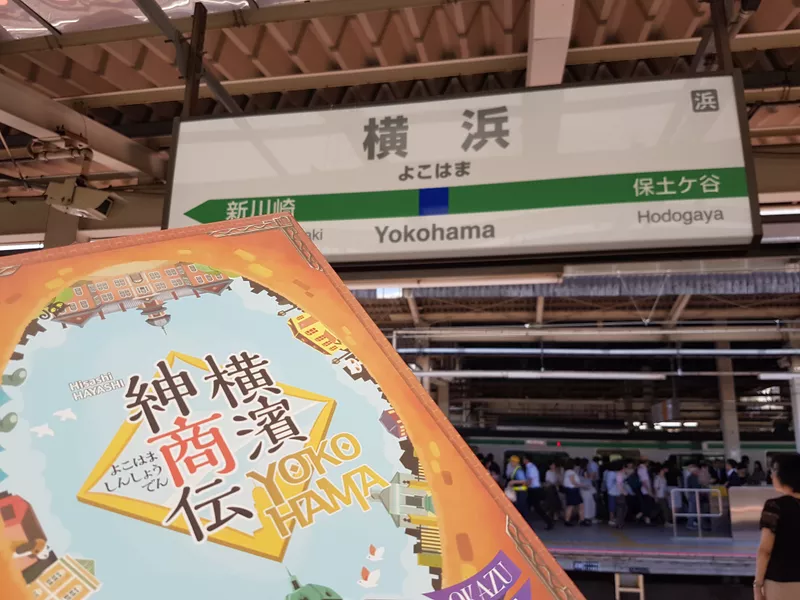 浜
横 浜
よこはま
新川崎
保土ケ谷
Yokohama
Hodogaya
Hisashi
HAYASHI
横濱
紳商伝
よこはま
しんしょう
でん
YOKO
HAMA
OKAZU